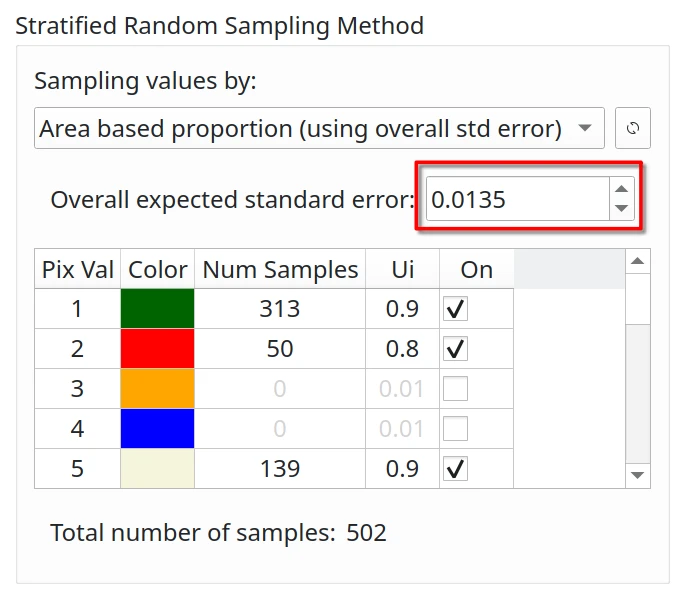 Stratified Random Sampling Method
Sampling values by:
Area based proportion (using overall std error)
Overall expected standard error: 0.0135
Pix Val Color Num Samples Ui On
1 313 0.9
2 50 0.8
3 0 0.01
4 0 0.01
5 139 0.9
Total number of samples: 502